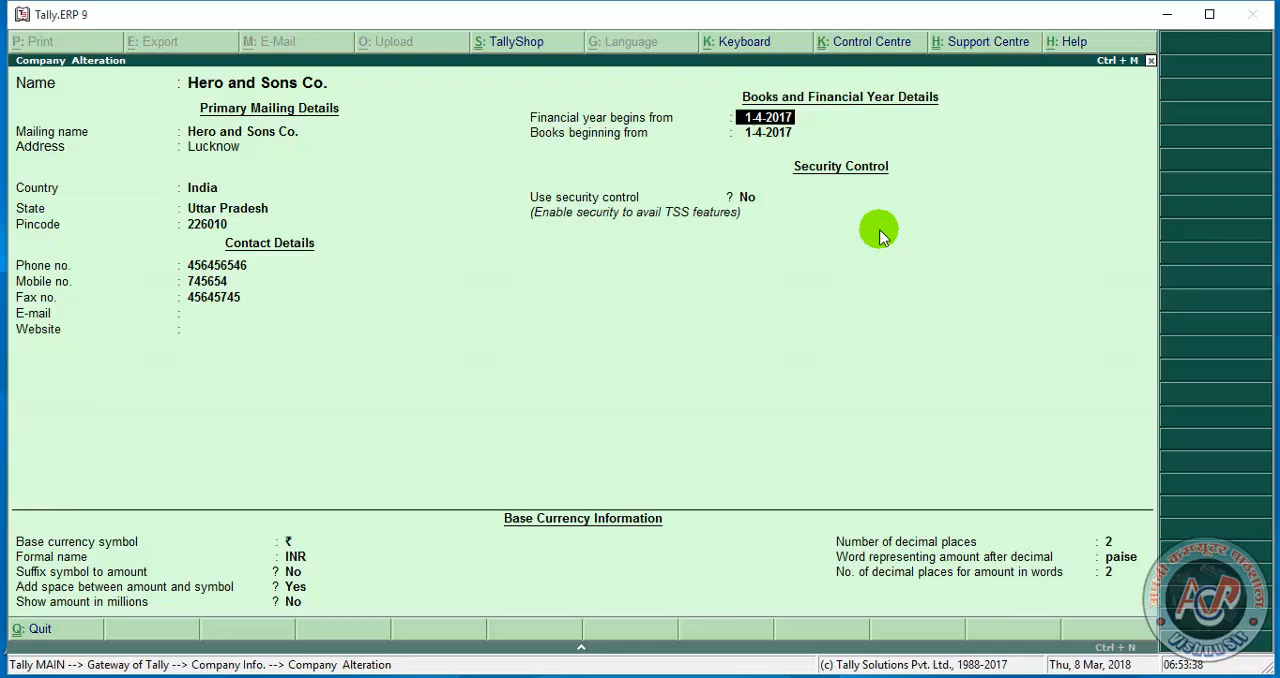 Tally.ERP 9
P: Print E: Export M: E-Mail O: Upload S: TallyShop G: Language K: Keyboard K: Control Centre H: Support Centre H: Help
Company Alteration Ctrl + M
Name : Hero and Sons Co.
Primary Mailing Details
Mailing name : Hero and Sons Co.
Address : Lucknow
Country : India
State : Uttar Pradesh
Pincode : 226010
Contact Details
Phone no. : 456456546
Mobile no. : 745654
Fax no. : 45645745
E-mail :
Website :
Books and Financial Year Details
Financial year begins from : 1-4-2017
Books beginning from : 1-4-2017
Security Control
Use security control ? No
(Enable security to avail TSS features)
Base Currency Information
Base currency symbol : ₹
Formal name : INR
Suffix symbol to amount ? No
Add space between amount and symbol ? Yes
Show amount in millions ? No
Number of decimal places : 2
Word representing amount after decimal : paise
No. of decimal places for amount in words : 2
अपनी कम्प्यूटर पाठशाला
ACP
Vishnu Sir
Q: Quit
Ctrl + N
Tally MAIN --> Gateway of Tally --> Company Info. --> Company Alteration (c) Tally Solutions Pvt. Ltd., 1988-2017 Thu, 8 Mar, 2018 06:53:38